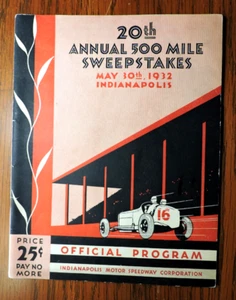 20th
ANNUAL 500 MILE
SWEEPSTAKES
MAY 30th, 1932
INDIANAPOLIS
16
PRICE
25¢
PAY NO
MORE
OFFICIAL PROGRAM
INDIANAPOLIS MOTOR SPEEDWAY CORPORATION